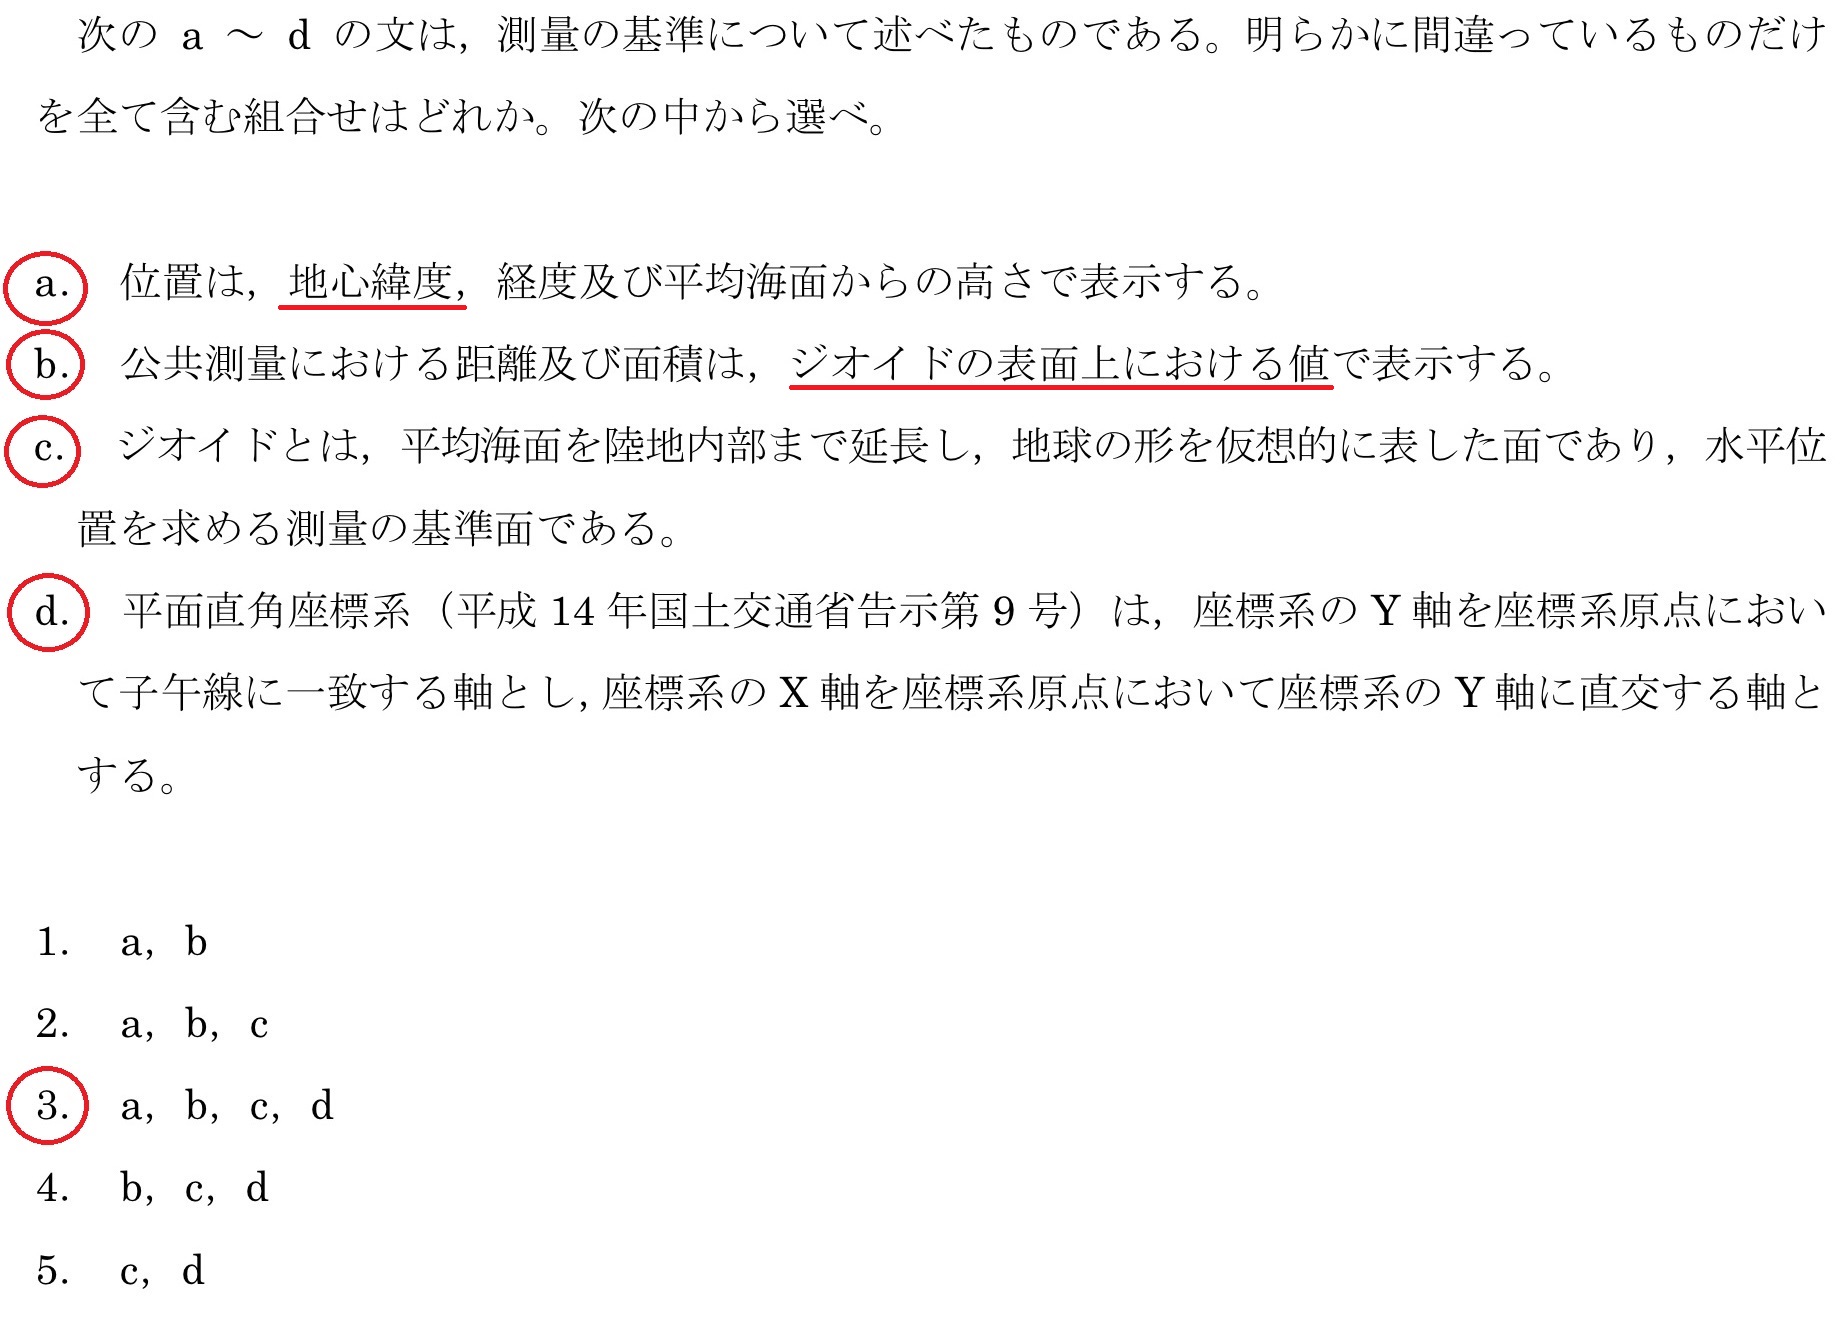 次の a ～ d の文は，測量の基準について述べたものである。明らかに間違っているものだけ
を全て含む組合せはどれか。次の中から選べ。
a. 位置は，地心緯度，経度及び平均海面からの高さで表示する。
b. 公共測量における距離及び面積は，ジオイドの表面上における値で表示する。
c. ジオイドとは，平均海面を陸地内部まで延長し，地球の形を仮想的に表した面であり，水平位
置を求める測量の基準面である。
d. 平面直角座標系（平成 14 年国土交通省告示第 9 号）は，座標系の Y 軸を座標系原点におい
て子午線に一致する軸とし，座標系の X 軸を座標系原点において座標系の Y 軸に直交する軸と
する。
1. a，b
2. a，b，c
3. a，b，c，d
4. b，c，d
5. c，d